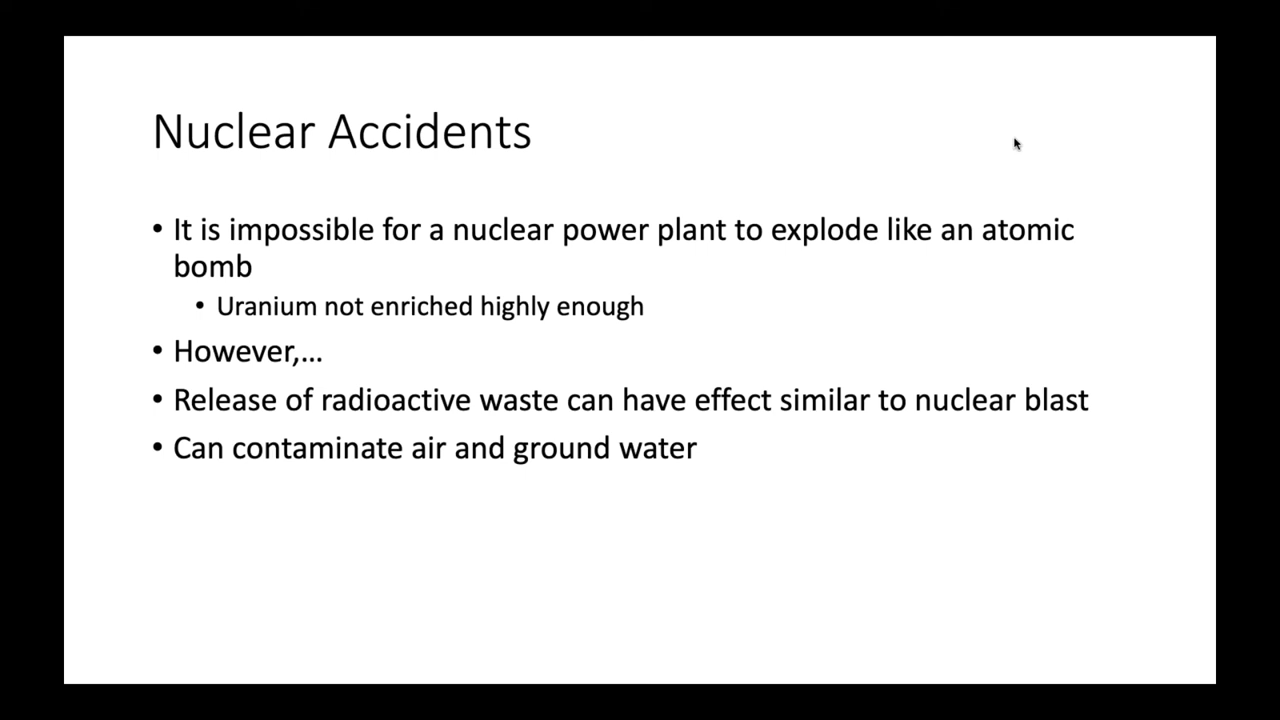 Nuclear Accidents
• It is impossible for a nuclear power plant to explode like an atomic
bomb
• Uranium not enriched highly enough
• However,...
• Release of radioactive waste can have effect similar to nuclear blast
• Can contaminate air and ground water